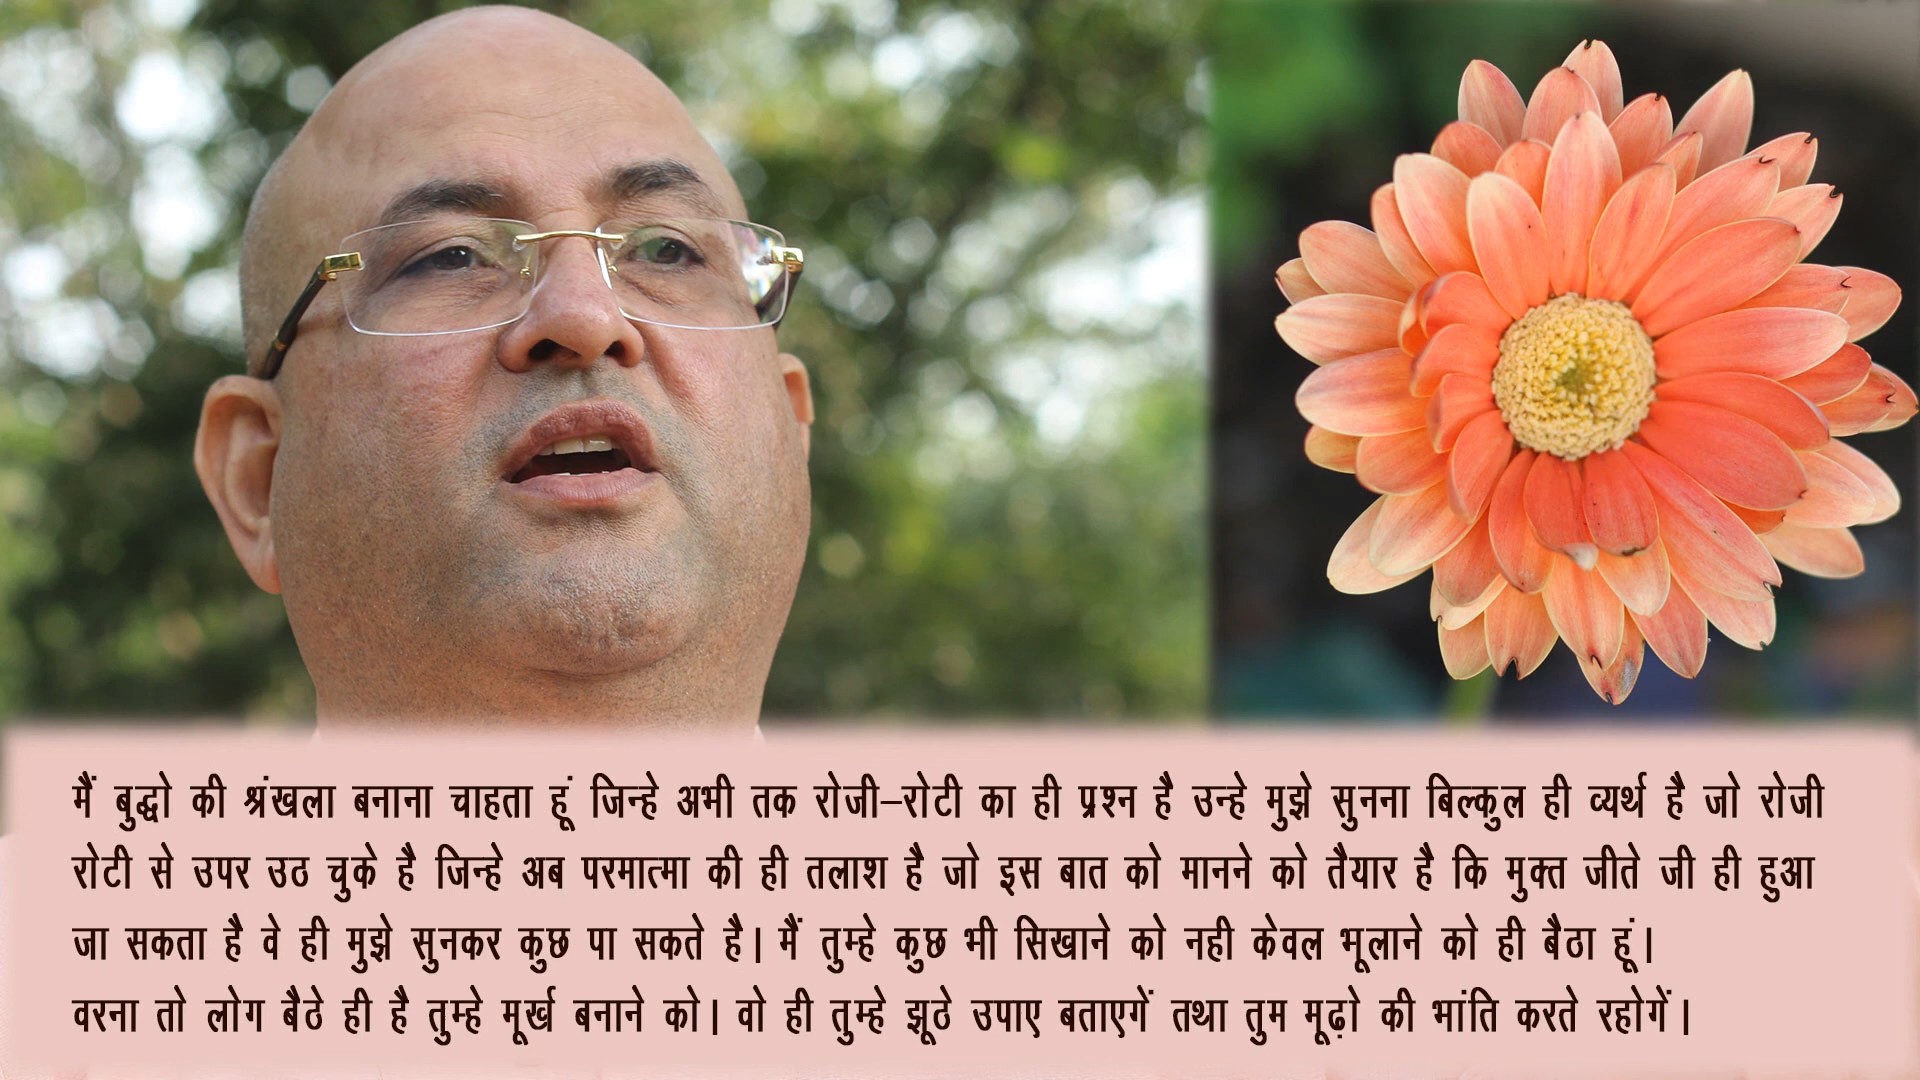 मैं बुद्धो की श्रंखला बनाना चाहता हूं जिन्हे अभी तक रोजी–रोटी का ही प्रश्न है उन्हे मुझे सुनना बिल्कुल ही व्यर्थ है जो रोजी
रोटी से उपर उठ चुके है जिन्हे अब परमात्मा की ही तलाश है जो इस बात को मानने को तैयार है कि मुक्त जीते जी ही हुआ
जा सकता है वे ही मुझे सुनकर कुछ पा सकते है। मैं तुम्हे कुछ भी सिखाने को नही केवल भूलाने को ही बैठा हूं।
वरना तो लोग बैठे ही है तुम्हे मूर्ख बनाने को। वो ही तुम्हे झूठे उपाए बताएगें तथा तुम मूढ़ो की भांति करते रहोगें।